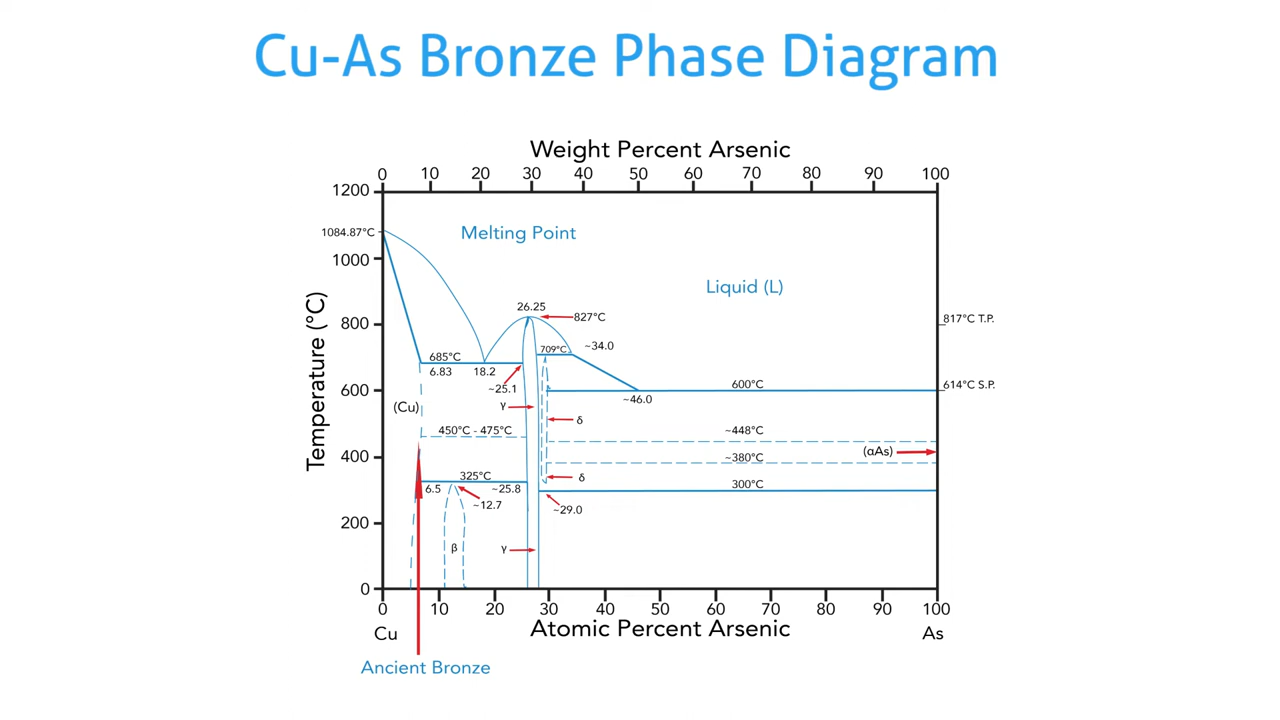 Cu-As Bronze Phase Diagram
Weight Percent Arsenic
0 10 20 30 40 50 60 70 80 90 100
1200
1084.87°C
Melting Point
1000
Liquid (L)
26.25
827°C
800
817°C T.P.
685°C
709°C
~34.0
6.83
18.2
~25.1
600
600°C
614°C S.P.
~46.0
(Cu)
γ
δ
450°C - 475°C
~448°C
400
~380°C
(αAs)
325°C
δ
300°C
6.5
~25.8
~12.7
~29.0
200
β
γ
0
Temperature (°C)
0 10 20 30 40 50 60 70 80 90 100
Cu
Atomic Percent Arsenic
As
Ancient Bronze